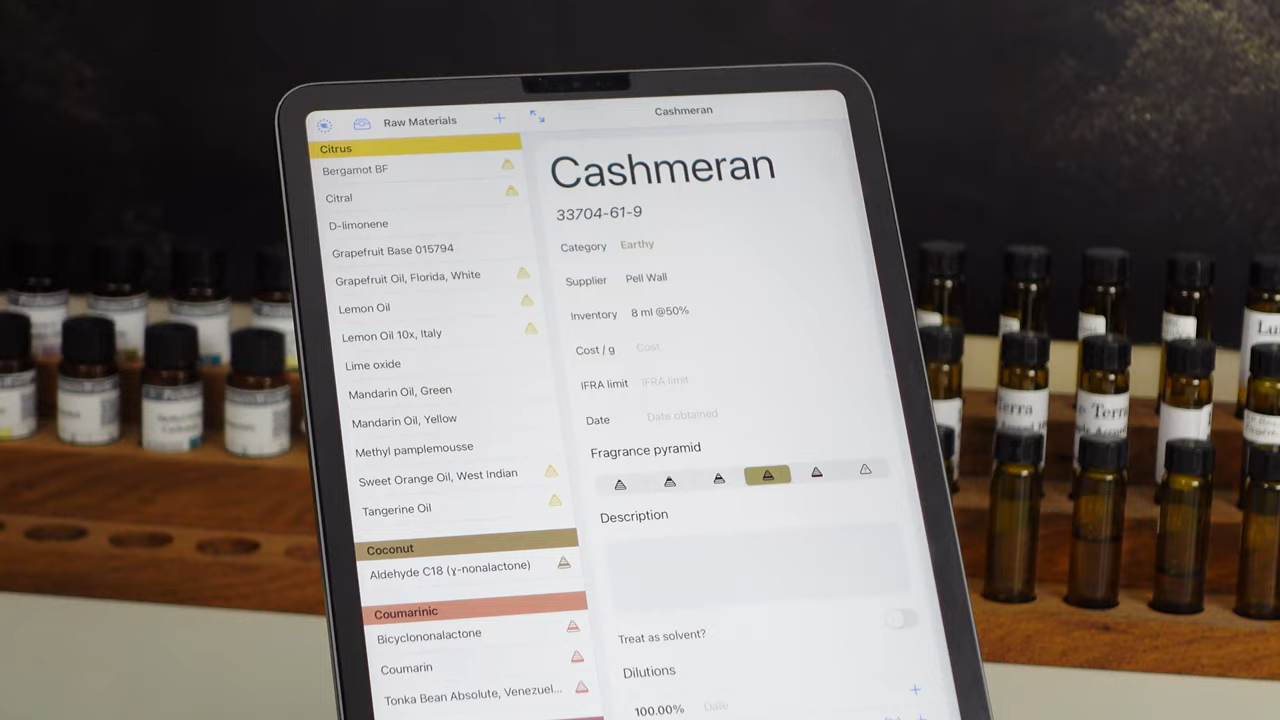 Raw Materials
Citrus
Bergamot BF
Citral
D-limonene
Grapefruit Base 015794
Grapefruit Oil, Florida, White
Lemon Oil
Lemon Oil 10x, Italy
Lime oxide
Mandarin Oil, Green
Mandarin Oil, Yellow
Methyl pamplemousse
Sweet Orange Oil, West Indian
Tangerine Oil
Coconut
Aldehyde C18 (γ-nonalactone)
Coumarinic
Bicyclononalactone
Coumarin
Tonka Bean Absolute, Venezuel...
Cashmeran
Cashmeran
33704-61-9
Category Earthy
Supplier Pell Wall
Inventory 8 ml @50%
Cost / g Cost
IFRA limit IFRA limit
Date Date obtained
Fragrance pyramid
Description
Treat as solvent?
Dilutions
100.00% Date
Terra
Terra
Lu